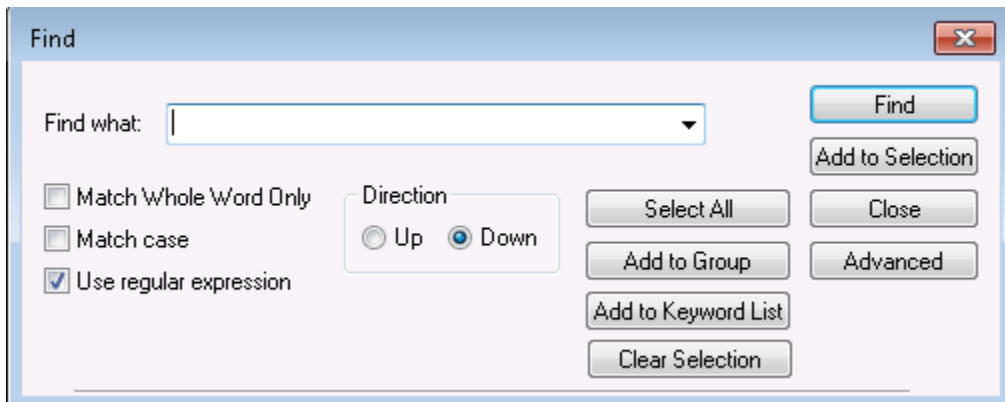 Find
Find what:
Find
Add to Selection
Match Whole Word Only
Direction
Select All
Close
Match case
Up
Down
Add to Group
Advanced
Use regular expression
Add to Keyword List
Clear Selection